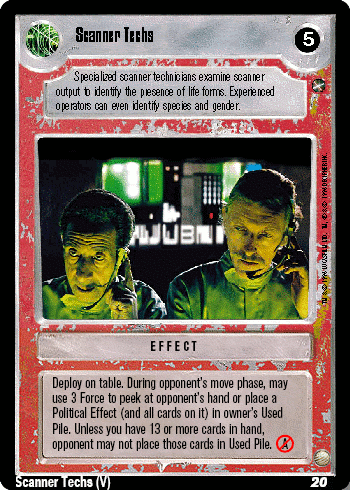 Scanner Techs
5
Specialized scanner technicians examine scanner
output to identify the presence of life forms. Experienced
operators can even identify species and gender.
EFFECT
Deploy on table. During opponent's move phase, may
use 3 Force to peek at opponent's hand or place a
Political Effect (and all cards on it) in owner's Used
Pile. Unless you have 13 or more cards in hand,
opponent may not place those cards in Used Pile. A
Scanner Techs (V) 20